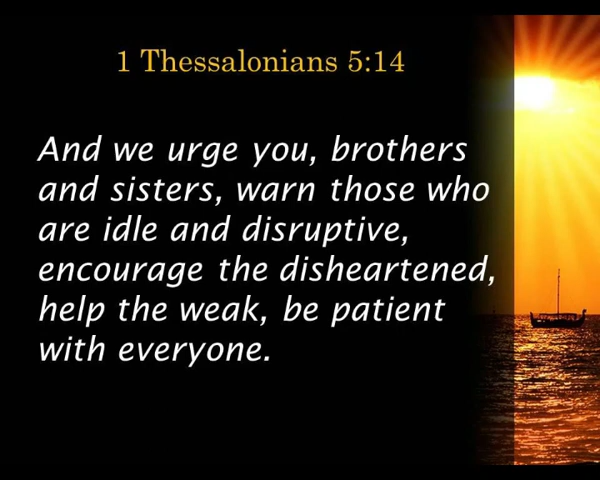 1 Thessalonians 5:14
And we urge you, brothers
and sisters, warn those who
are idle and disruptive,
encourage the disheartened,
help the weak, be patient
with everyone.